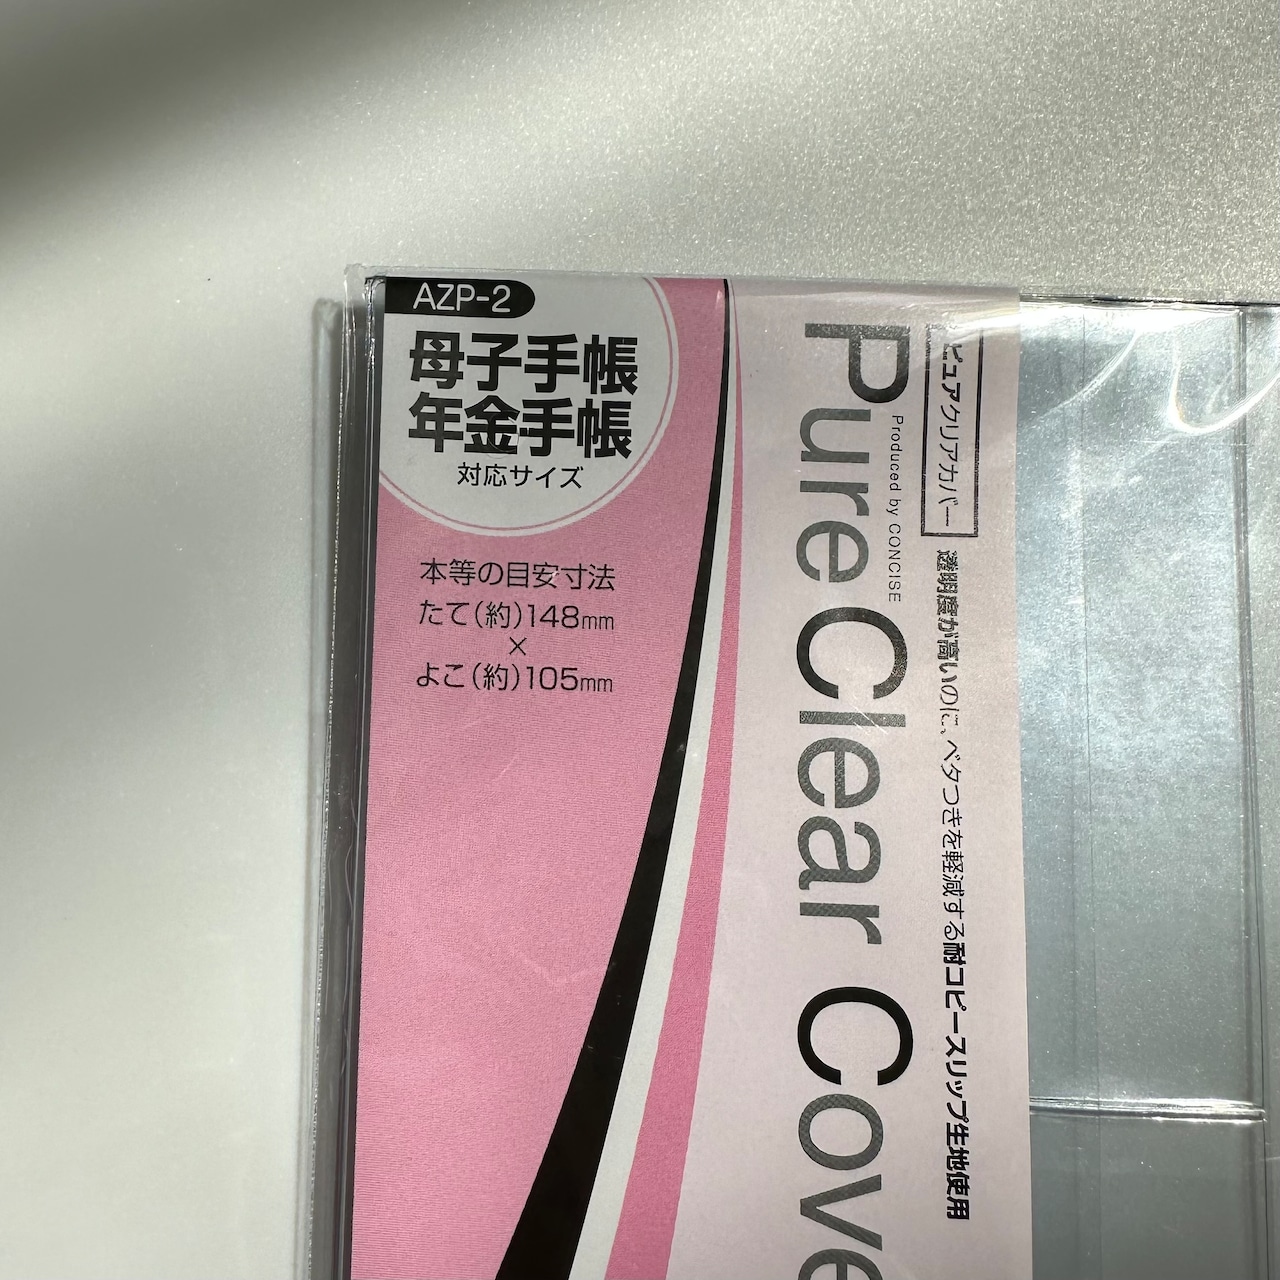 AZP-2
母子手帳
年金手帳
対応サイズ
本等の目安寸法
たて(約)148mm
×
よこ(約)105mm
Pure Clear Cove
Produced by CONCISE
ピュアクリアカバー
透明度が高いのに、ベタつきを軽減する耐コピースリップ生地使用